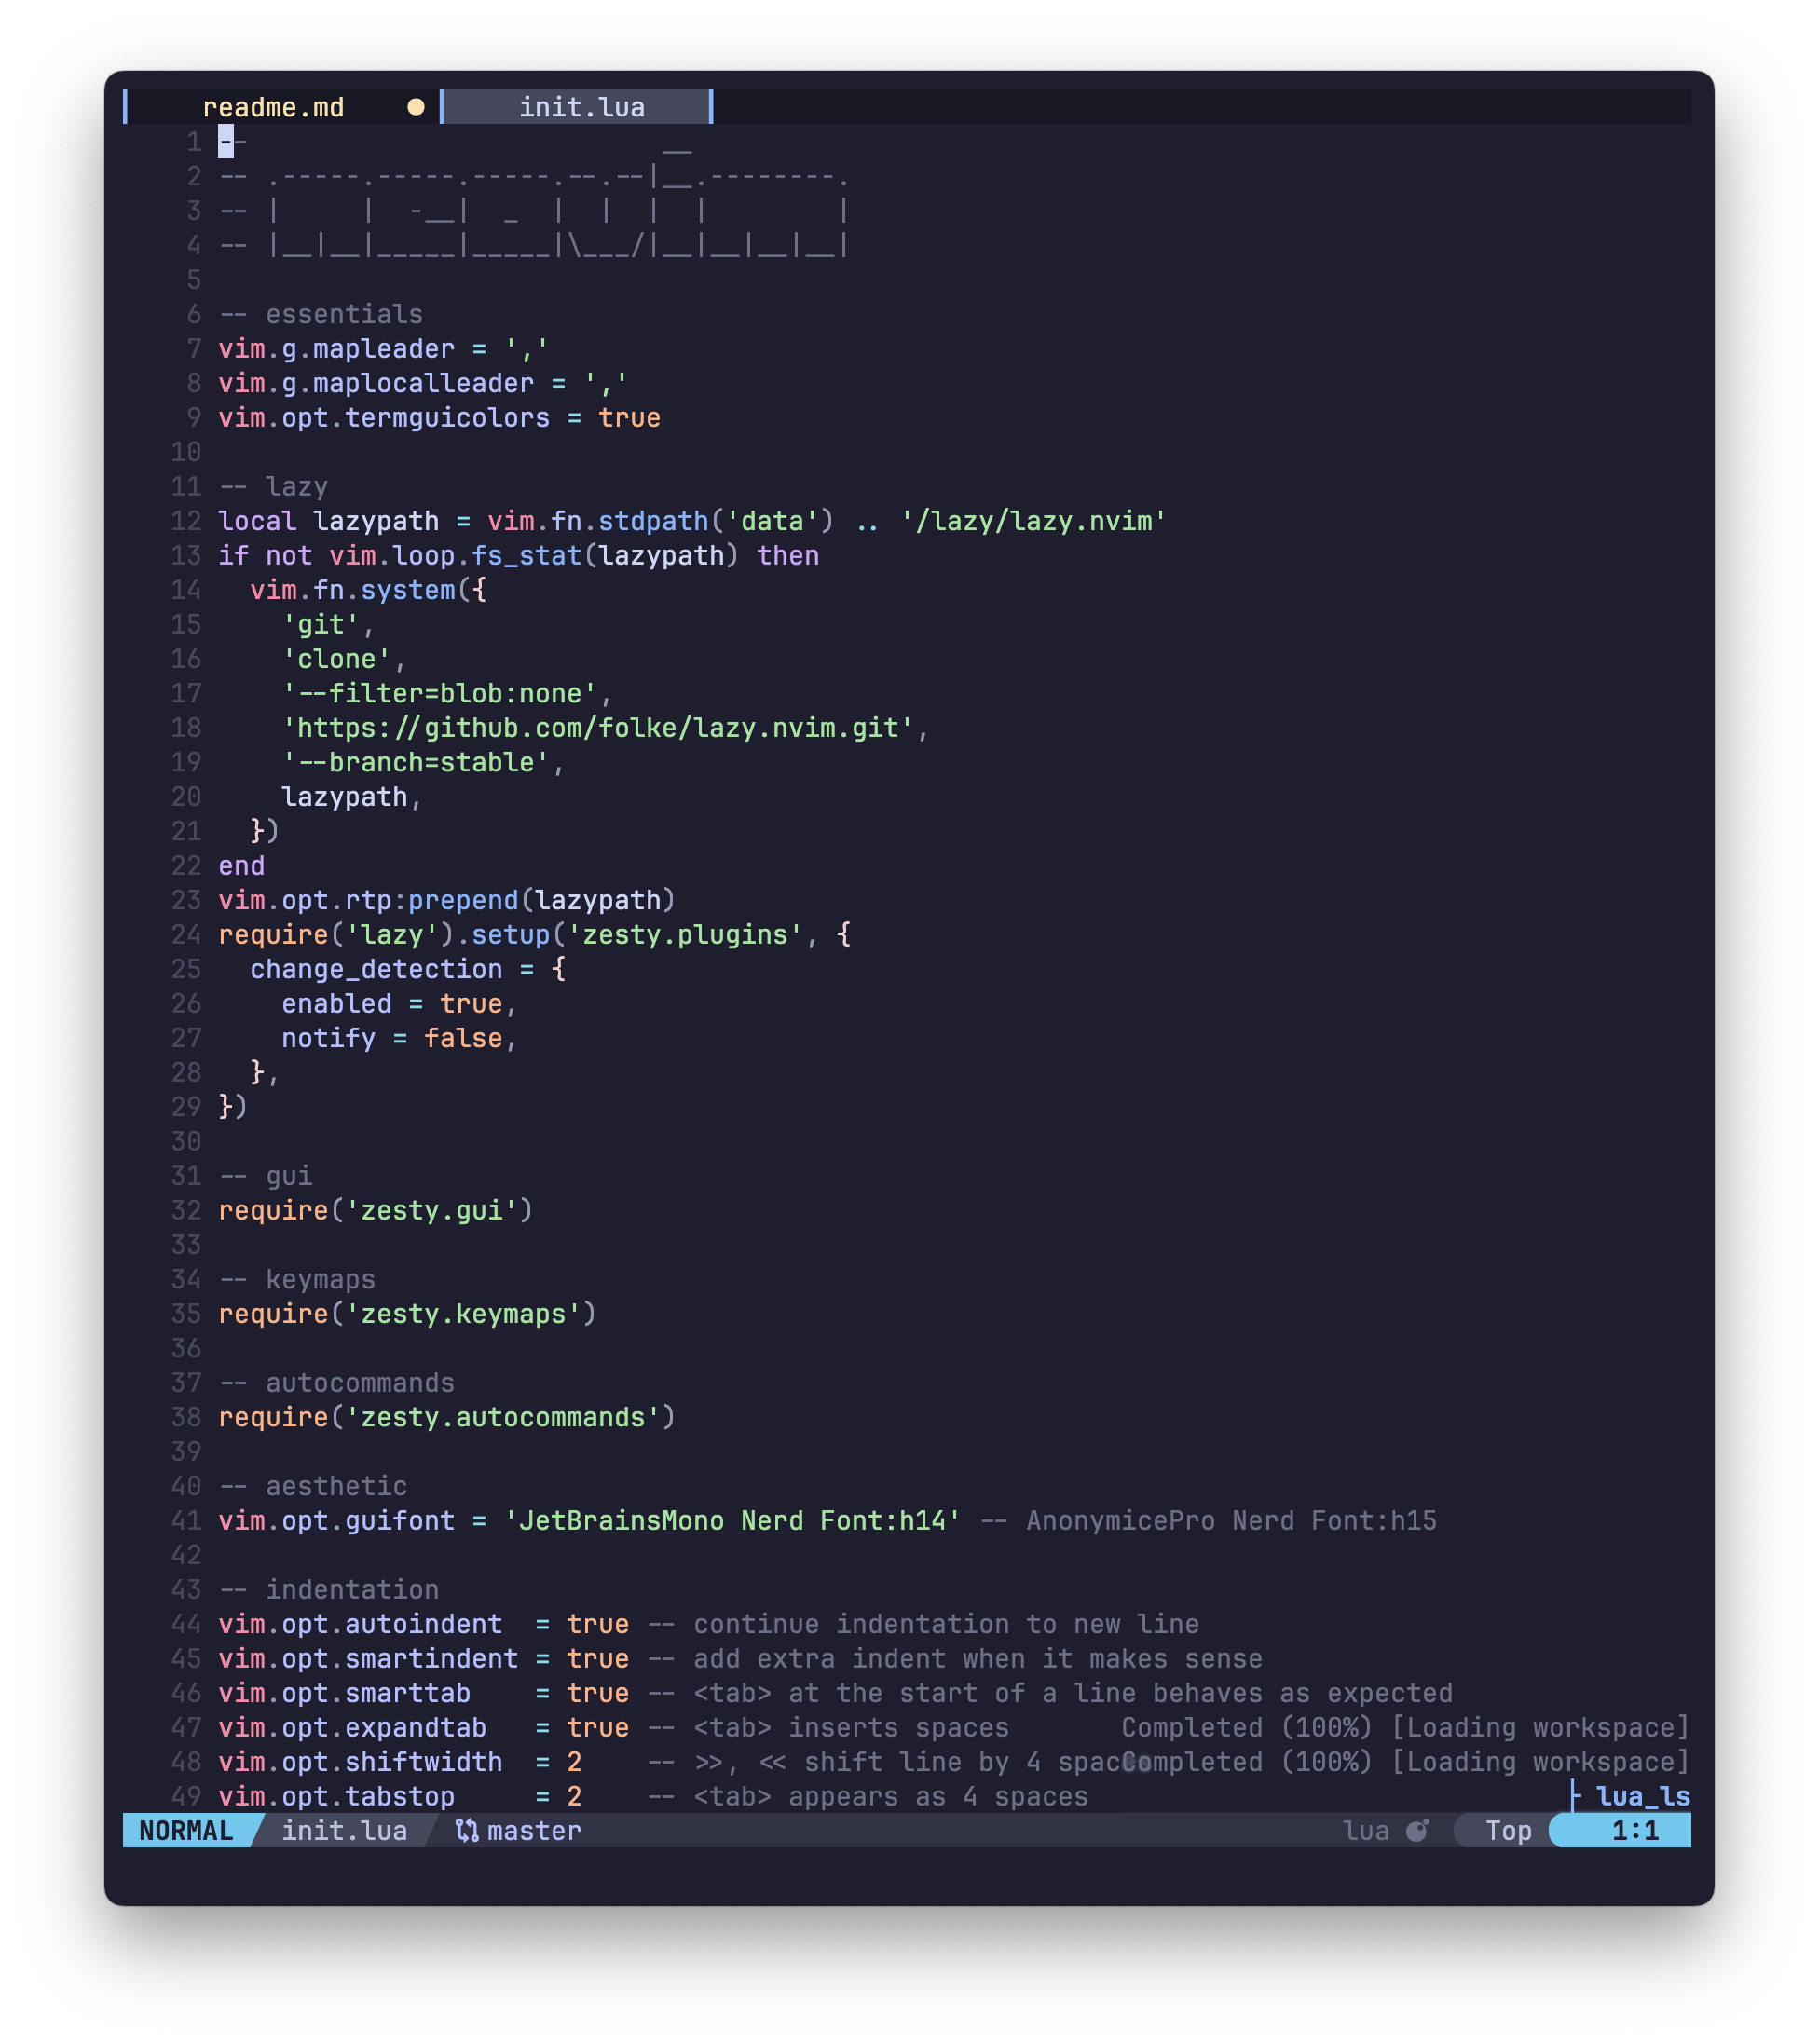 readme.md ● init.lua
1 --                          __
2 -- .-----.-----.-----.--.--|__.--------.
3 -- |     |  -__|  _  |  |  |  |        |
4 -- |__|__|_____|_____|\___/|__|__|__|__|
5
6 -- essentials
7 vim.g.mapleader = ','
8 vim.g.maplocalleader = ','
9 vim.opt.termguicolors = true
10
11 -- lazy
12 local lazypath = vim.fn.stdpath('data') .. '/lazy/lazy.nvim'
13 if not vim.loop.fs_stat(lazypath) then
14   vim.fn.system({
15     'git',
16     'clone',
17     '--filter=blob:none',
18     'https://github.com/folke/lazy.nvim.git',
19     '--branch=stable',
20     lazypath,
21   })
22 end
23 vim.opt.rtp:prepend(lazypath)
24 require('lazy').setup('zesty.plugins', {
25   change_detection = {
26     enabled = true,
27     notify = false,
28   },
29 })
30
31 -- gui
32 require('zesty.gui')
33
34 -- keymaps
35 require('zesty.keymaps')
36
37 -- autocommands
38 require('zesty.autocommands')
39
40 -- aesthetic
41 vim.opt.guifont = 'JetBrainsMono Nerd Font:h14' -- AnonymicePro Nerd Font:h15
42
43 -- indentation
44 vim.opt.autoindent  = true -- continue indentation to new line
45 vim.opt.smartindent = true -- add extra indent when it makes sense
46 vim.opt.smarttab    = true -- <tab> at the start of a line behaves as expected
47 vim.opt.expandtab   = true -- <tab> inserts spaces       Completed (100%) [Loading workspace]
48 vim.opt.shiftwidth  = 2    -- >>, << shift line by 4 spacCompleted (100%) [Loading workspace]
49 vim.opt.tabstop     = 2    -- <tab> appears as 4 spaces                              ├ lua_ls
NORMAL init.lua master lua Top 1:1